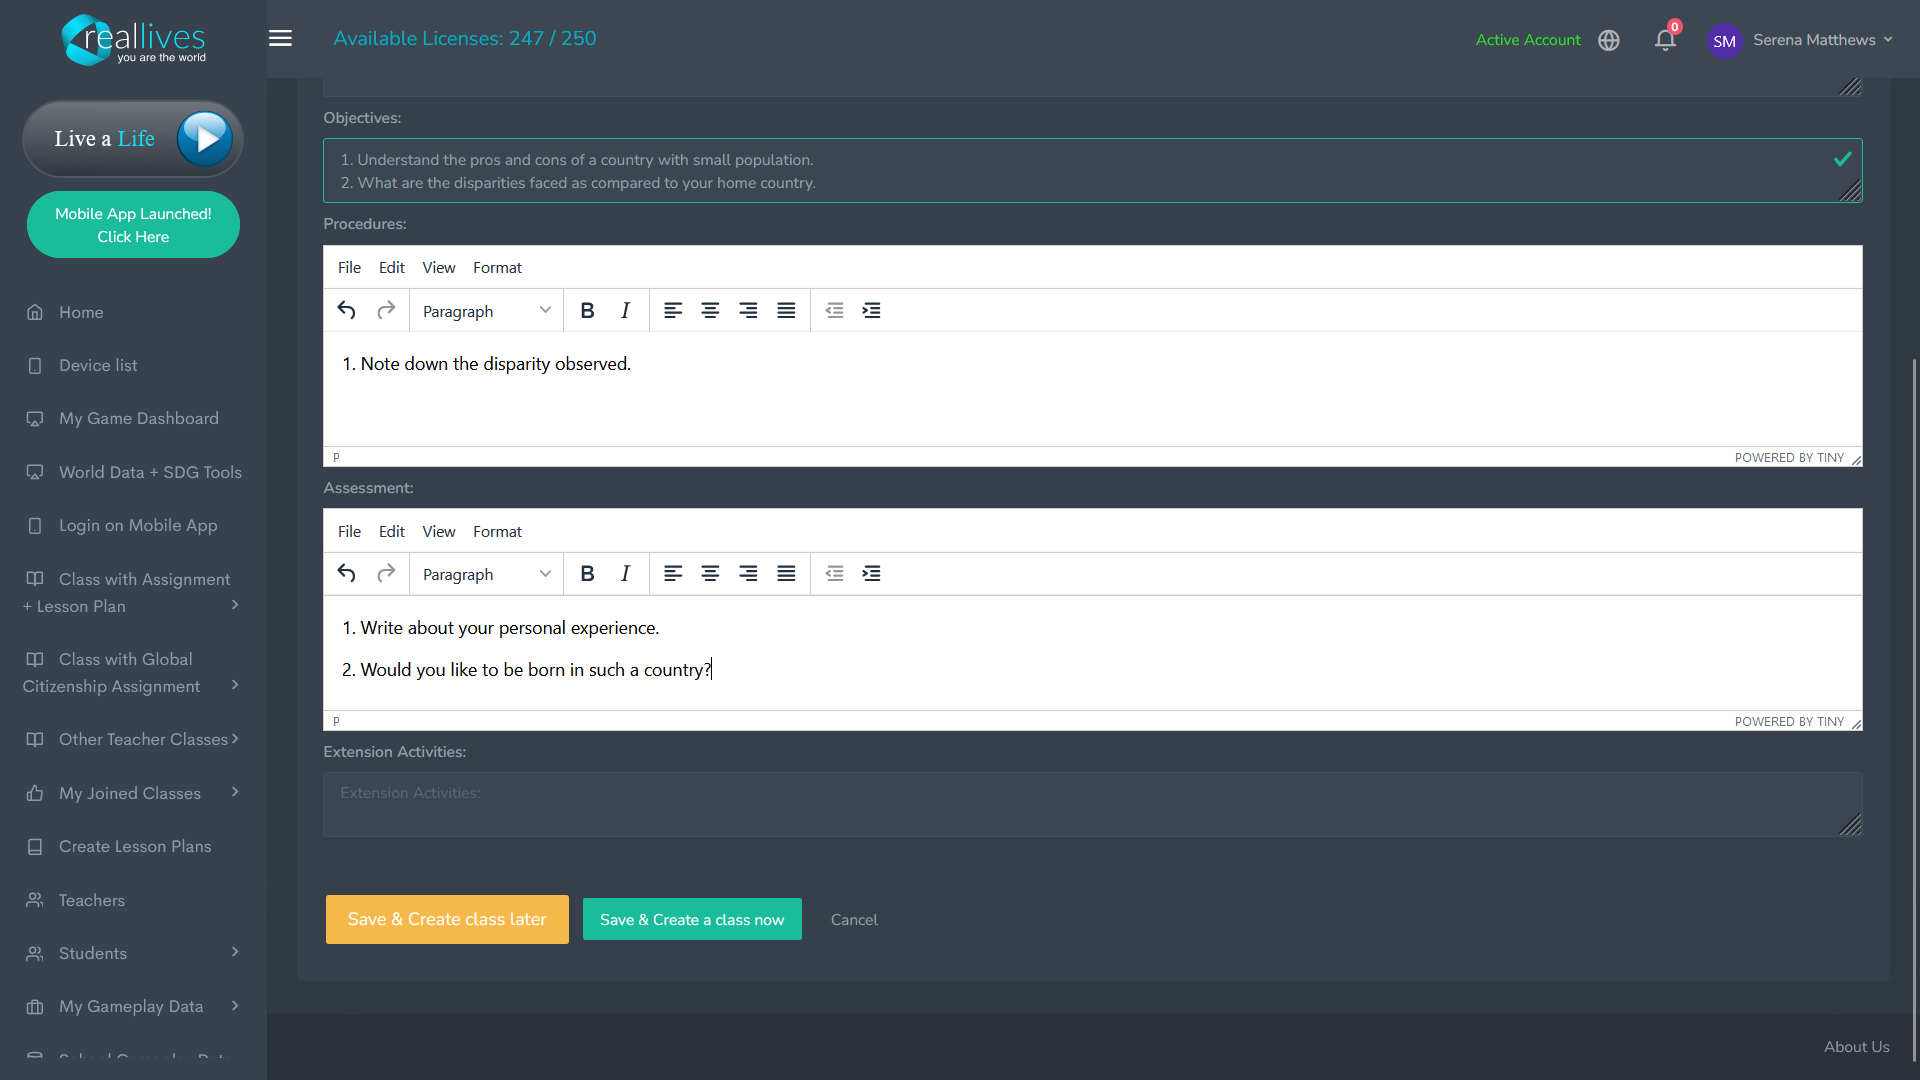 reallives
you are the world
Available Licenses: 247 / 250
Active Account
0
SM
Serena Matthews
Live a Life
Mobile App Launched!
Click Here
Home
Device list
My Game Dashboard
World Data + SDG Tools
Login on Mobile App
Class with Assignment
+ Lesson Plan
Class with Global
Citizenship Assignment
Other Teacher Classes
My Joined Classes
Create Lesson Plans
Teachers
Students
My Gameplay Data
Objectives:
1. Understand the pros and cons of a country with small population.
2. What are the disparities faced as compared to your home country.
Procedures:
File Edit View Format
Paragraph B I
1. Note down the disparity observed.
P
POWERED BY TINY
Assessment:
File Edit View Format
Paragraph B I
1. Write about your personal experience.
2. Would you like to be born in such a country?
P
POWERED BY TINY
Extension Activities:
Extension Activities:
Save & Create class later
Save & Create a class now
Cancel
About Us